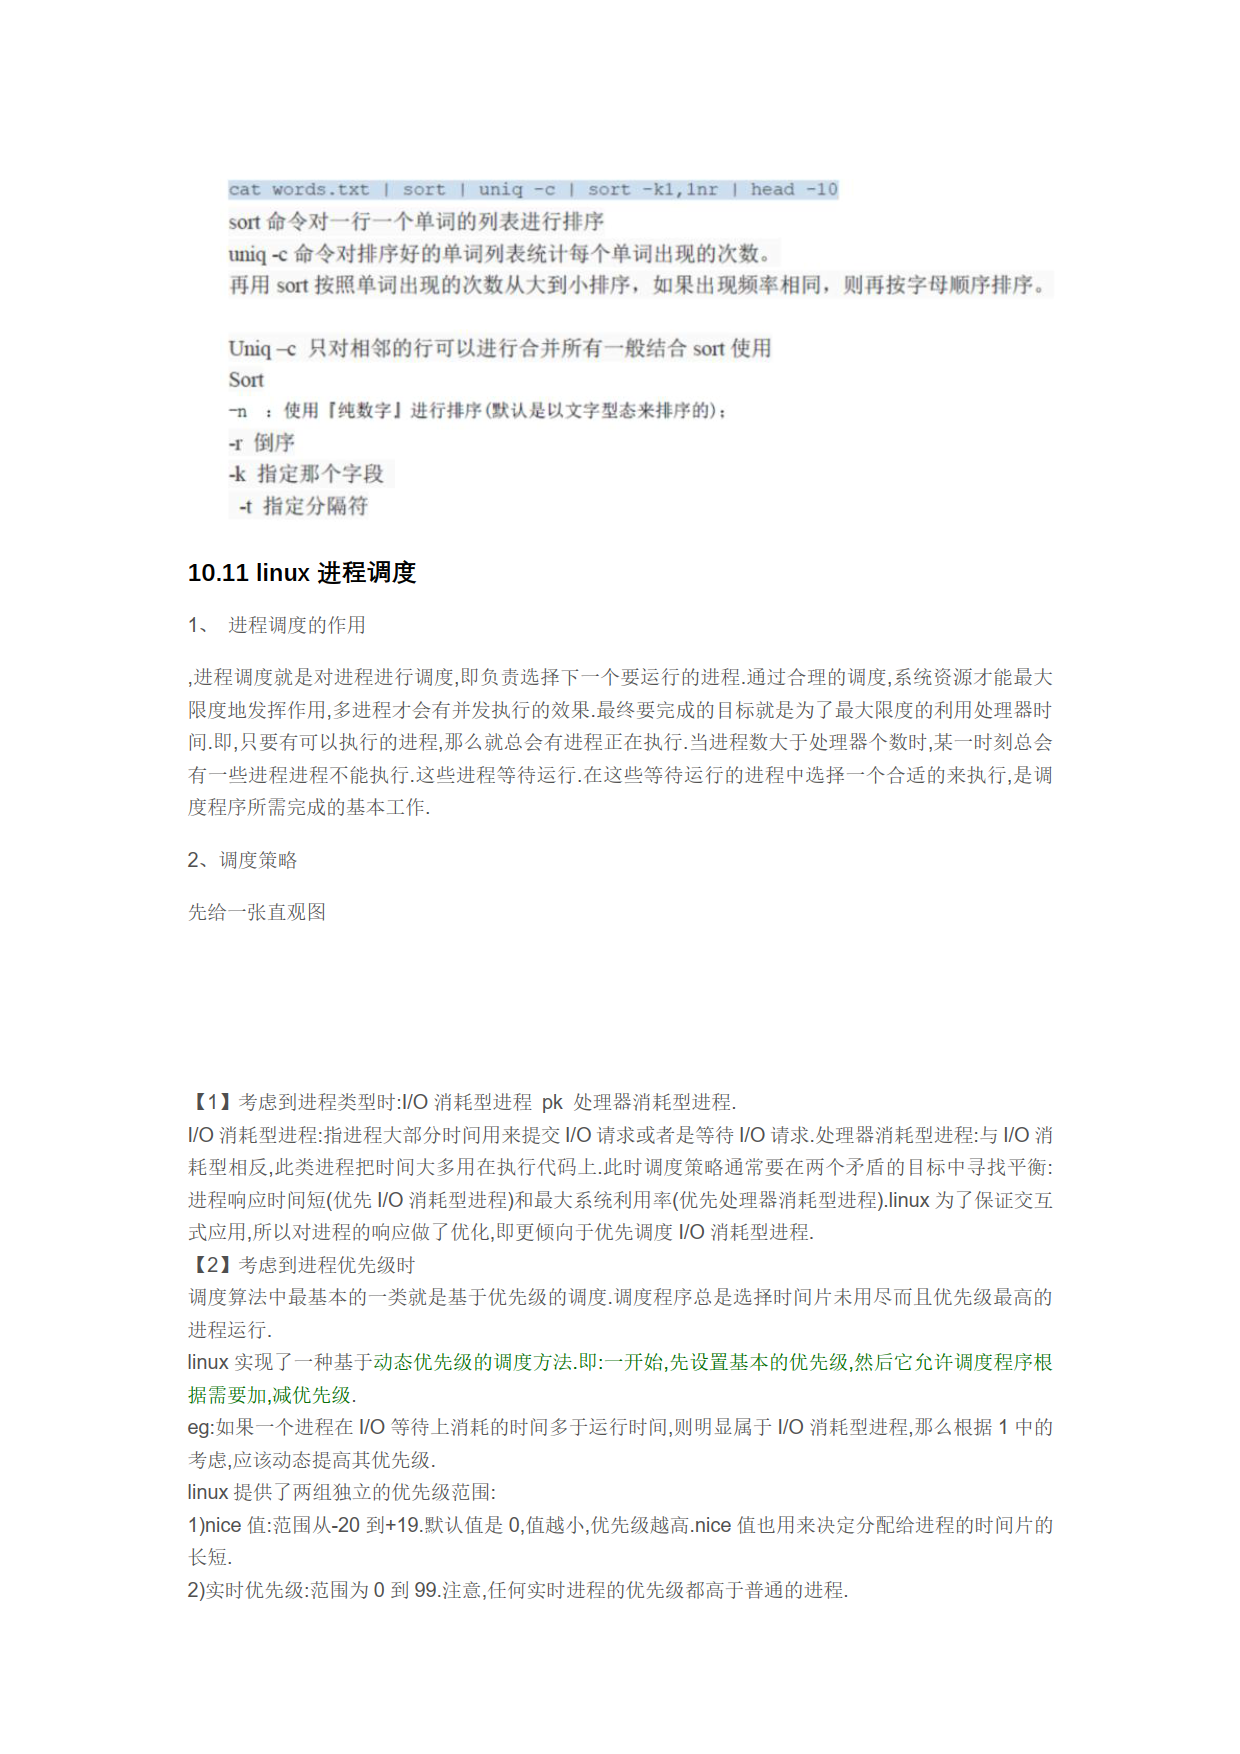 cat words.txt | sort | uniq -c | sort -k1,1nr | head -10
sort 命令对一行一个单词的列表进行排序
uniq -c 命令对排序好的单词列表统计每个单词出现的次数。
再用 sort 按照单词出现的次数从大到小排序，如果出现频率相同，则再按字母顺序排序。
Uniq –c 只对相邻的行可以进行合并所有一般结合 sort 使用
Sort
-n ：使用『纯数字』进行排序(默认是以文字型态来排序的)；
-r 倒序
-k 指定那个字段
-t 指定分隔符
10.11 linux 进程调度
1、 进程调度的作用
,进程调度就是对进程进行调度,即负责选择下一个要运行的进程.通过合理的调度,系统资源才能最大
限度地发挥作用,多进程才会有并发执行的效果.最终要完成的目标就是为了最大限度的利用处理器时
间.即,只要有可以执行的进程,那么就总会有进程正在执行.当进程数大于处理器个数时,某一时刻总会
有一些进程进程不能执行.这些进程等待运行.在这些等待运行的进程中选择一个合适的来执行,是调
度程序所需完成的基本工作.
2、调度策略
先给一张直观图
【1】考虑到进程类型时:I/O 消耗型进程 pk 处理器消耗型进程.
I/O 消耗型进程:指进程大部分时间用来提交 I/O 请求或者是等待 I/O 请求.处理器消耗型进程:与 I/O 消
耗型相反,此类进程把时间大多用在执行代码上.此时调度策略通常要在两个矛盾的目标中寻找平衡:
进程响应时间短(优先 I/O 消耗型进程)和最大系统利用率(优先处理器消耗型进程).linux 为了保证交互
式应用,所以对进程的响应做了优化,即更倾向于优先调度 I/O 消耗型进程.
【2】考虑到进程优先级时
调度算法中最基本的一类就是基于优先级的调度.调度程序总是选择时间片未用尽而且优先级最高的
进程运行.
linux 实现了一种基于动态优先级的调度方法.即:一开始,先设置基本的优先级,然后它允许调度程序根
据需要加,减优先级.
eg:如果一个进程在 I/O 等待上消耗的时间多于运行时间,则明显属于 I/O 消耗型进程,那么根据 1 中的
考虑,应该动态提高其优先级.
linux 提供了两组独立的优先级范围:
1)nice 值:范围从-20 到+19.默认值是 0,值越小,优先级越高.nice 值也用来决定分配给进程的时间片的
长短.
2)实时优先级:范围为 0 到 99.注意,任何实时进程的优先级都高于普通的进程.